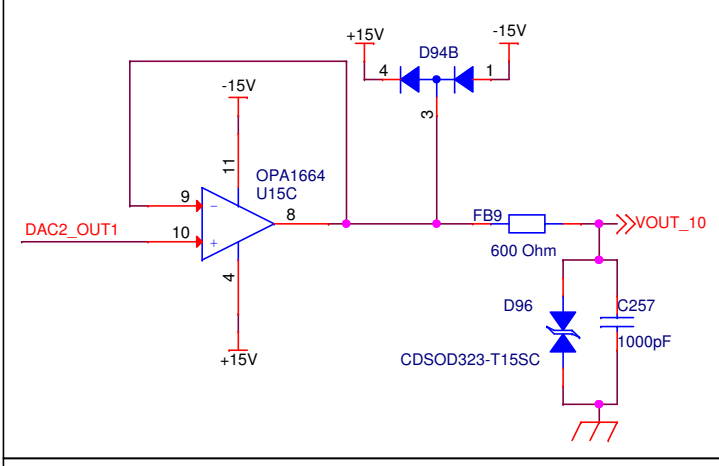 +15V
-15V
D94B
4
1
3
-15V
11
OPA1664
U15C
9
8
DAC2_OUT1
10
4
+15V
FB9
VOUT_10
600 Ohm
D96
C257
1000pF
CDSOD323-T15SC